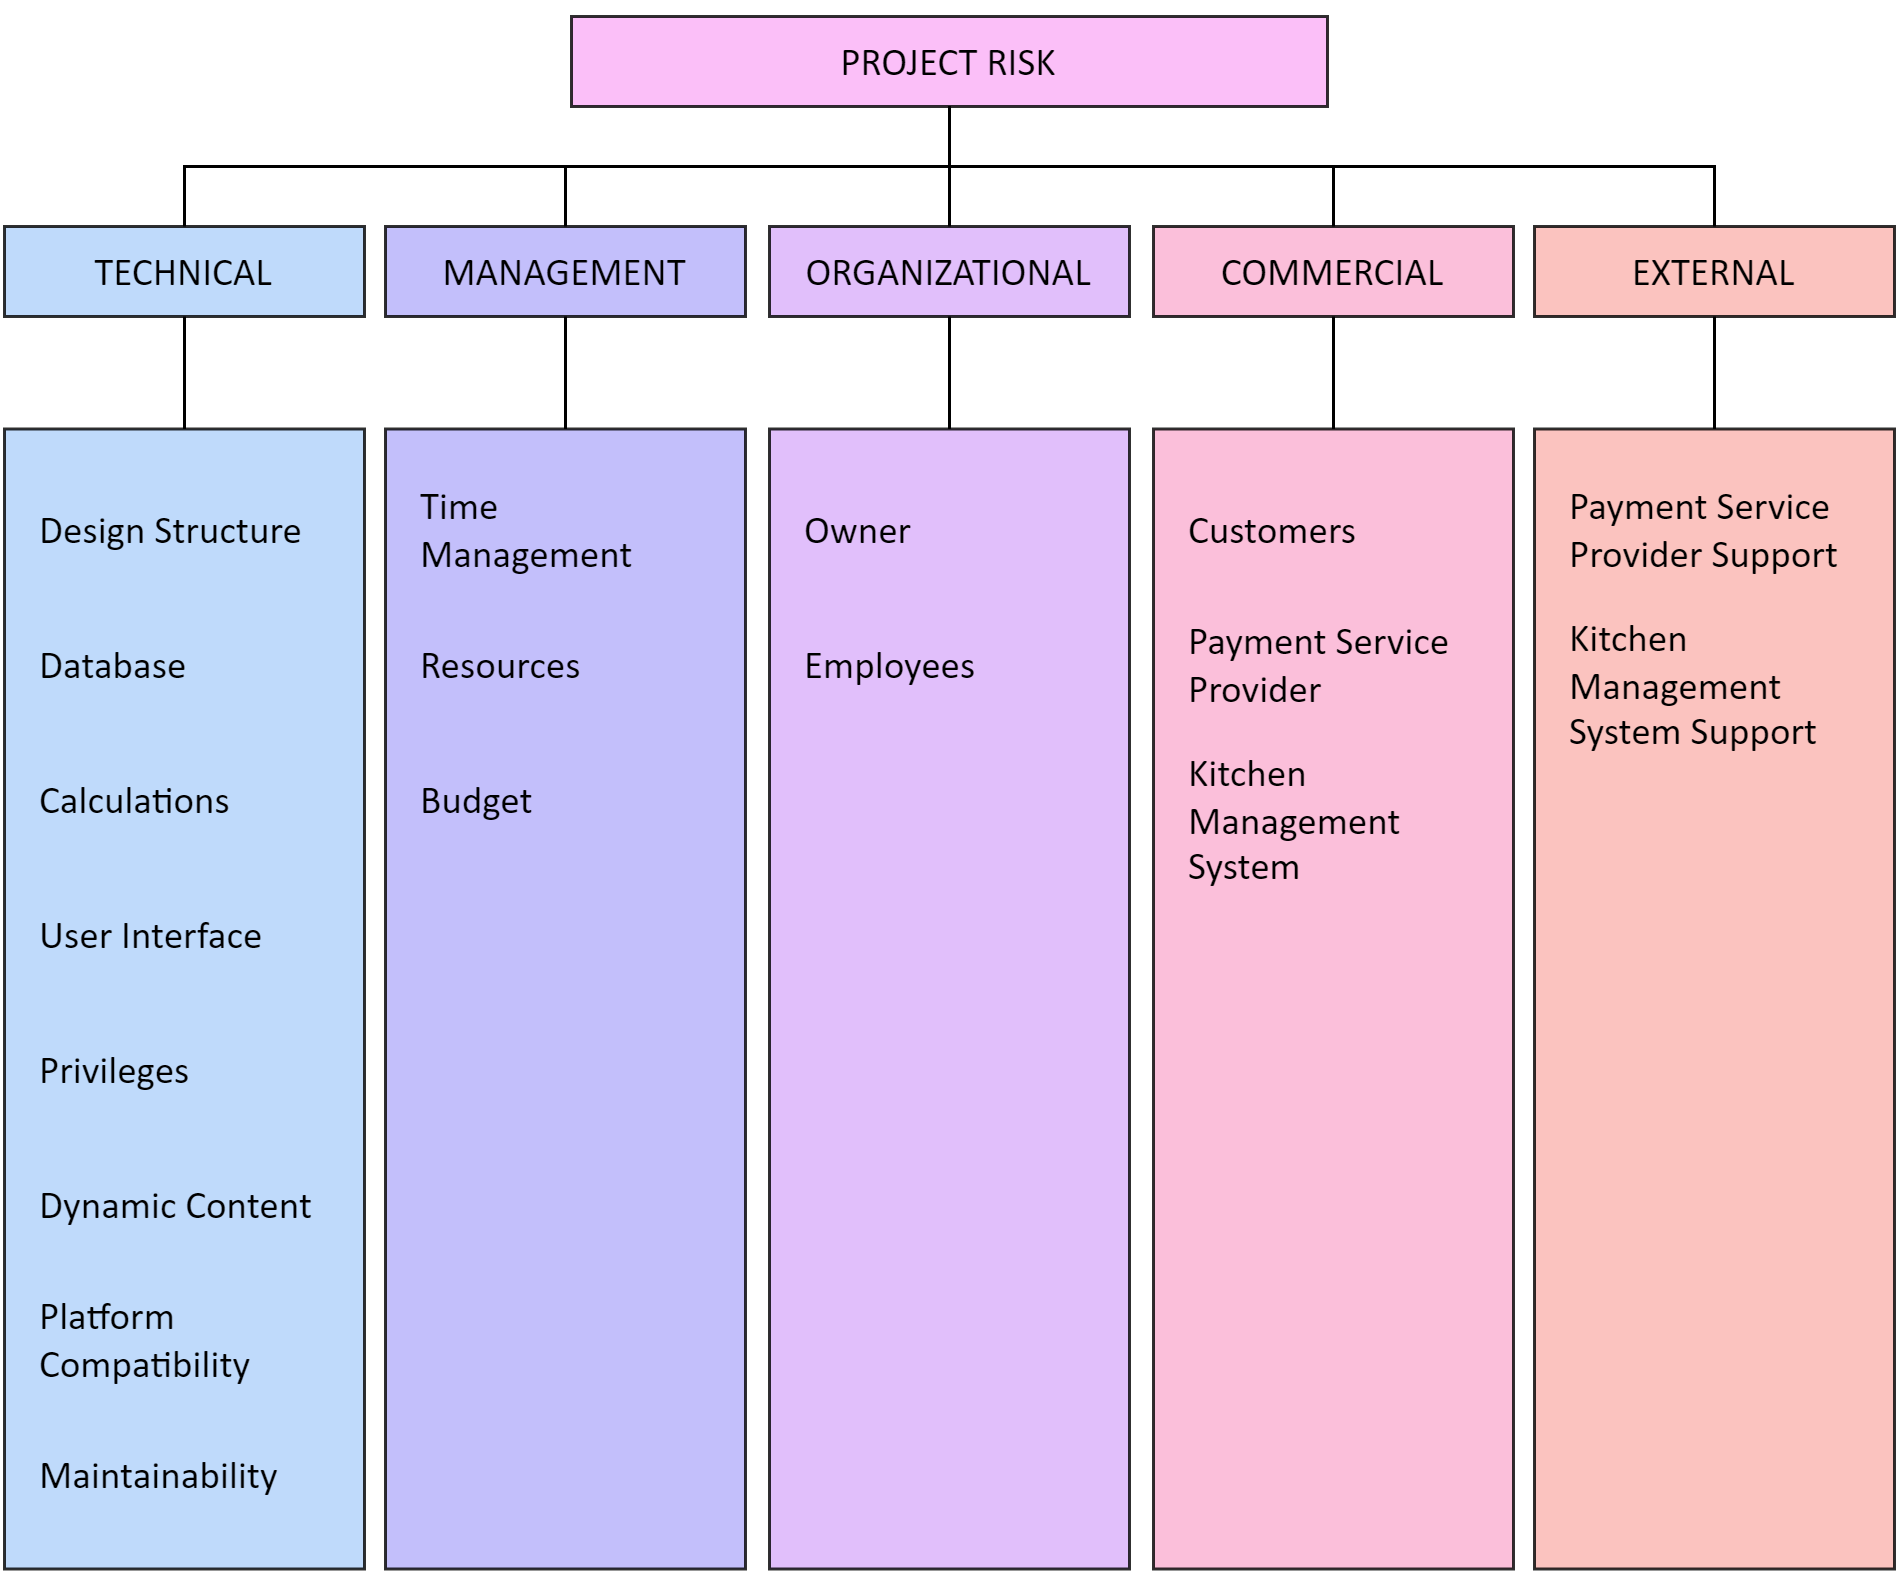 PROJECT RISK
TECHNICAL
MANAGEMENT
ORGANIZATIONAL
COMMERCIAL
EXTERNAL
Design Structure
Database
Calculations
User Interface
Privileges
Dynamic Content
Platform
Compatibility
Maintainability
Time
Management
Resources
Budget
Owner
Employees
Customers
Payment Service
Provider
Kitchen
Management
System
Payment Service
Provider Support
Kitchen
Management
System Support